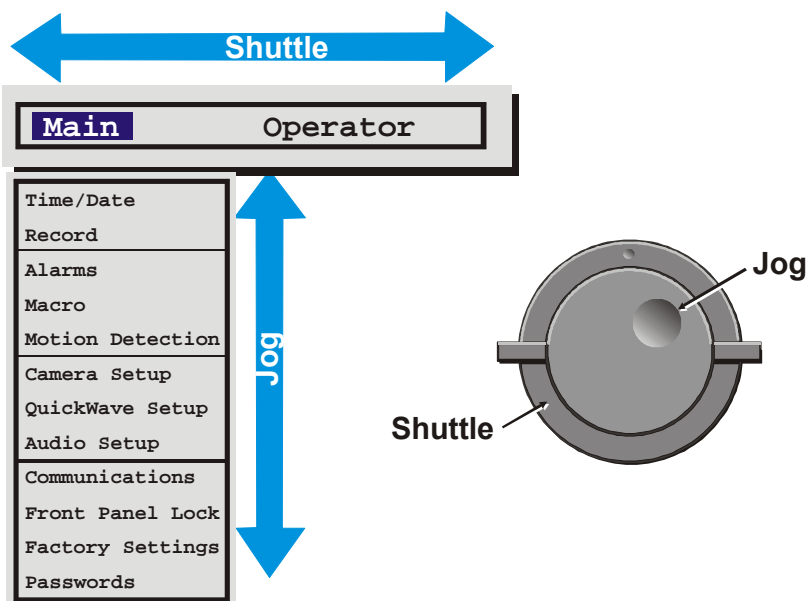 Shuttle
Main Operator
Time/Date
Record
Alarms
Macro
Motion Detection
Camera Setup
QuickWave Setup
Audio Setup
Communications
Front Panel Lock
Factory Settings
Passwords
Jog
Jog
Shuttle